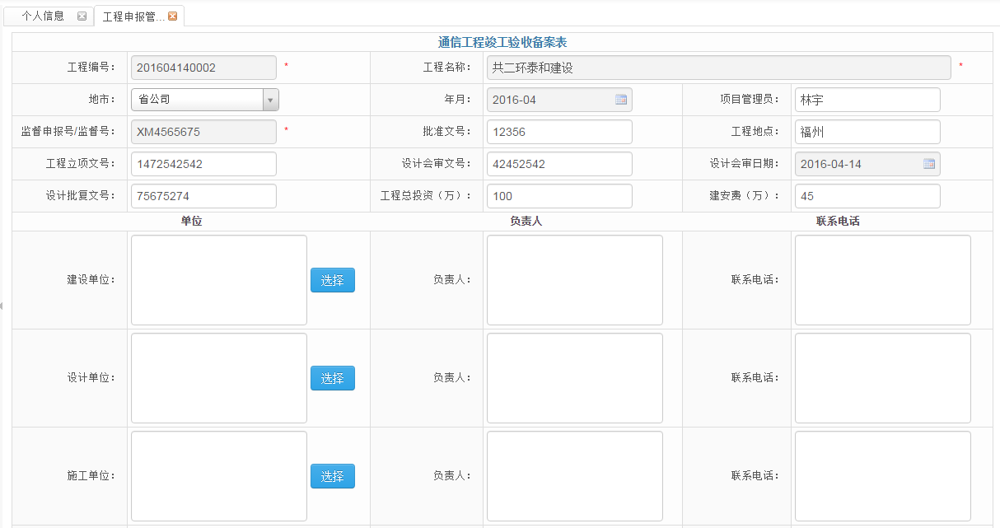 个人信息 工程申报管...
通信工程竣工验收备案表
工程编号: 201604140002 * 工程名称: 共二环泰和建设 *
地市: 省公司 年月: 2016-04 项目管理员: 林宇
监督申报号/监督号: XM4565675 * 批准文号: 12356 工程地点: 福州
工程立项文号: 1472542542 设计会审文号: 42452542 设计会审日期: 2016-04-14
设计批复文号: 75675274 工程总投资（万）: 100 建安费（万）: 45
单位 负责人 联系电话
建设单位: 选择 负责人: 联系电话:
设计单位: 选择 负责人: 联系电话:
施工单位: 选择 负责人: 联系电话: